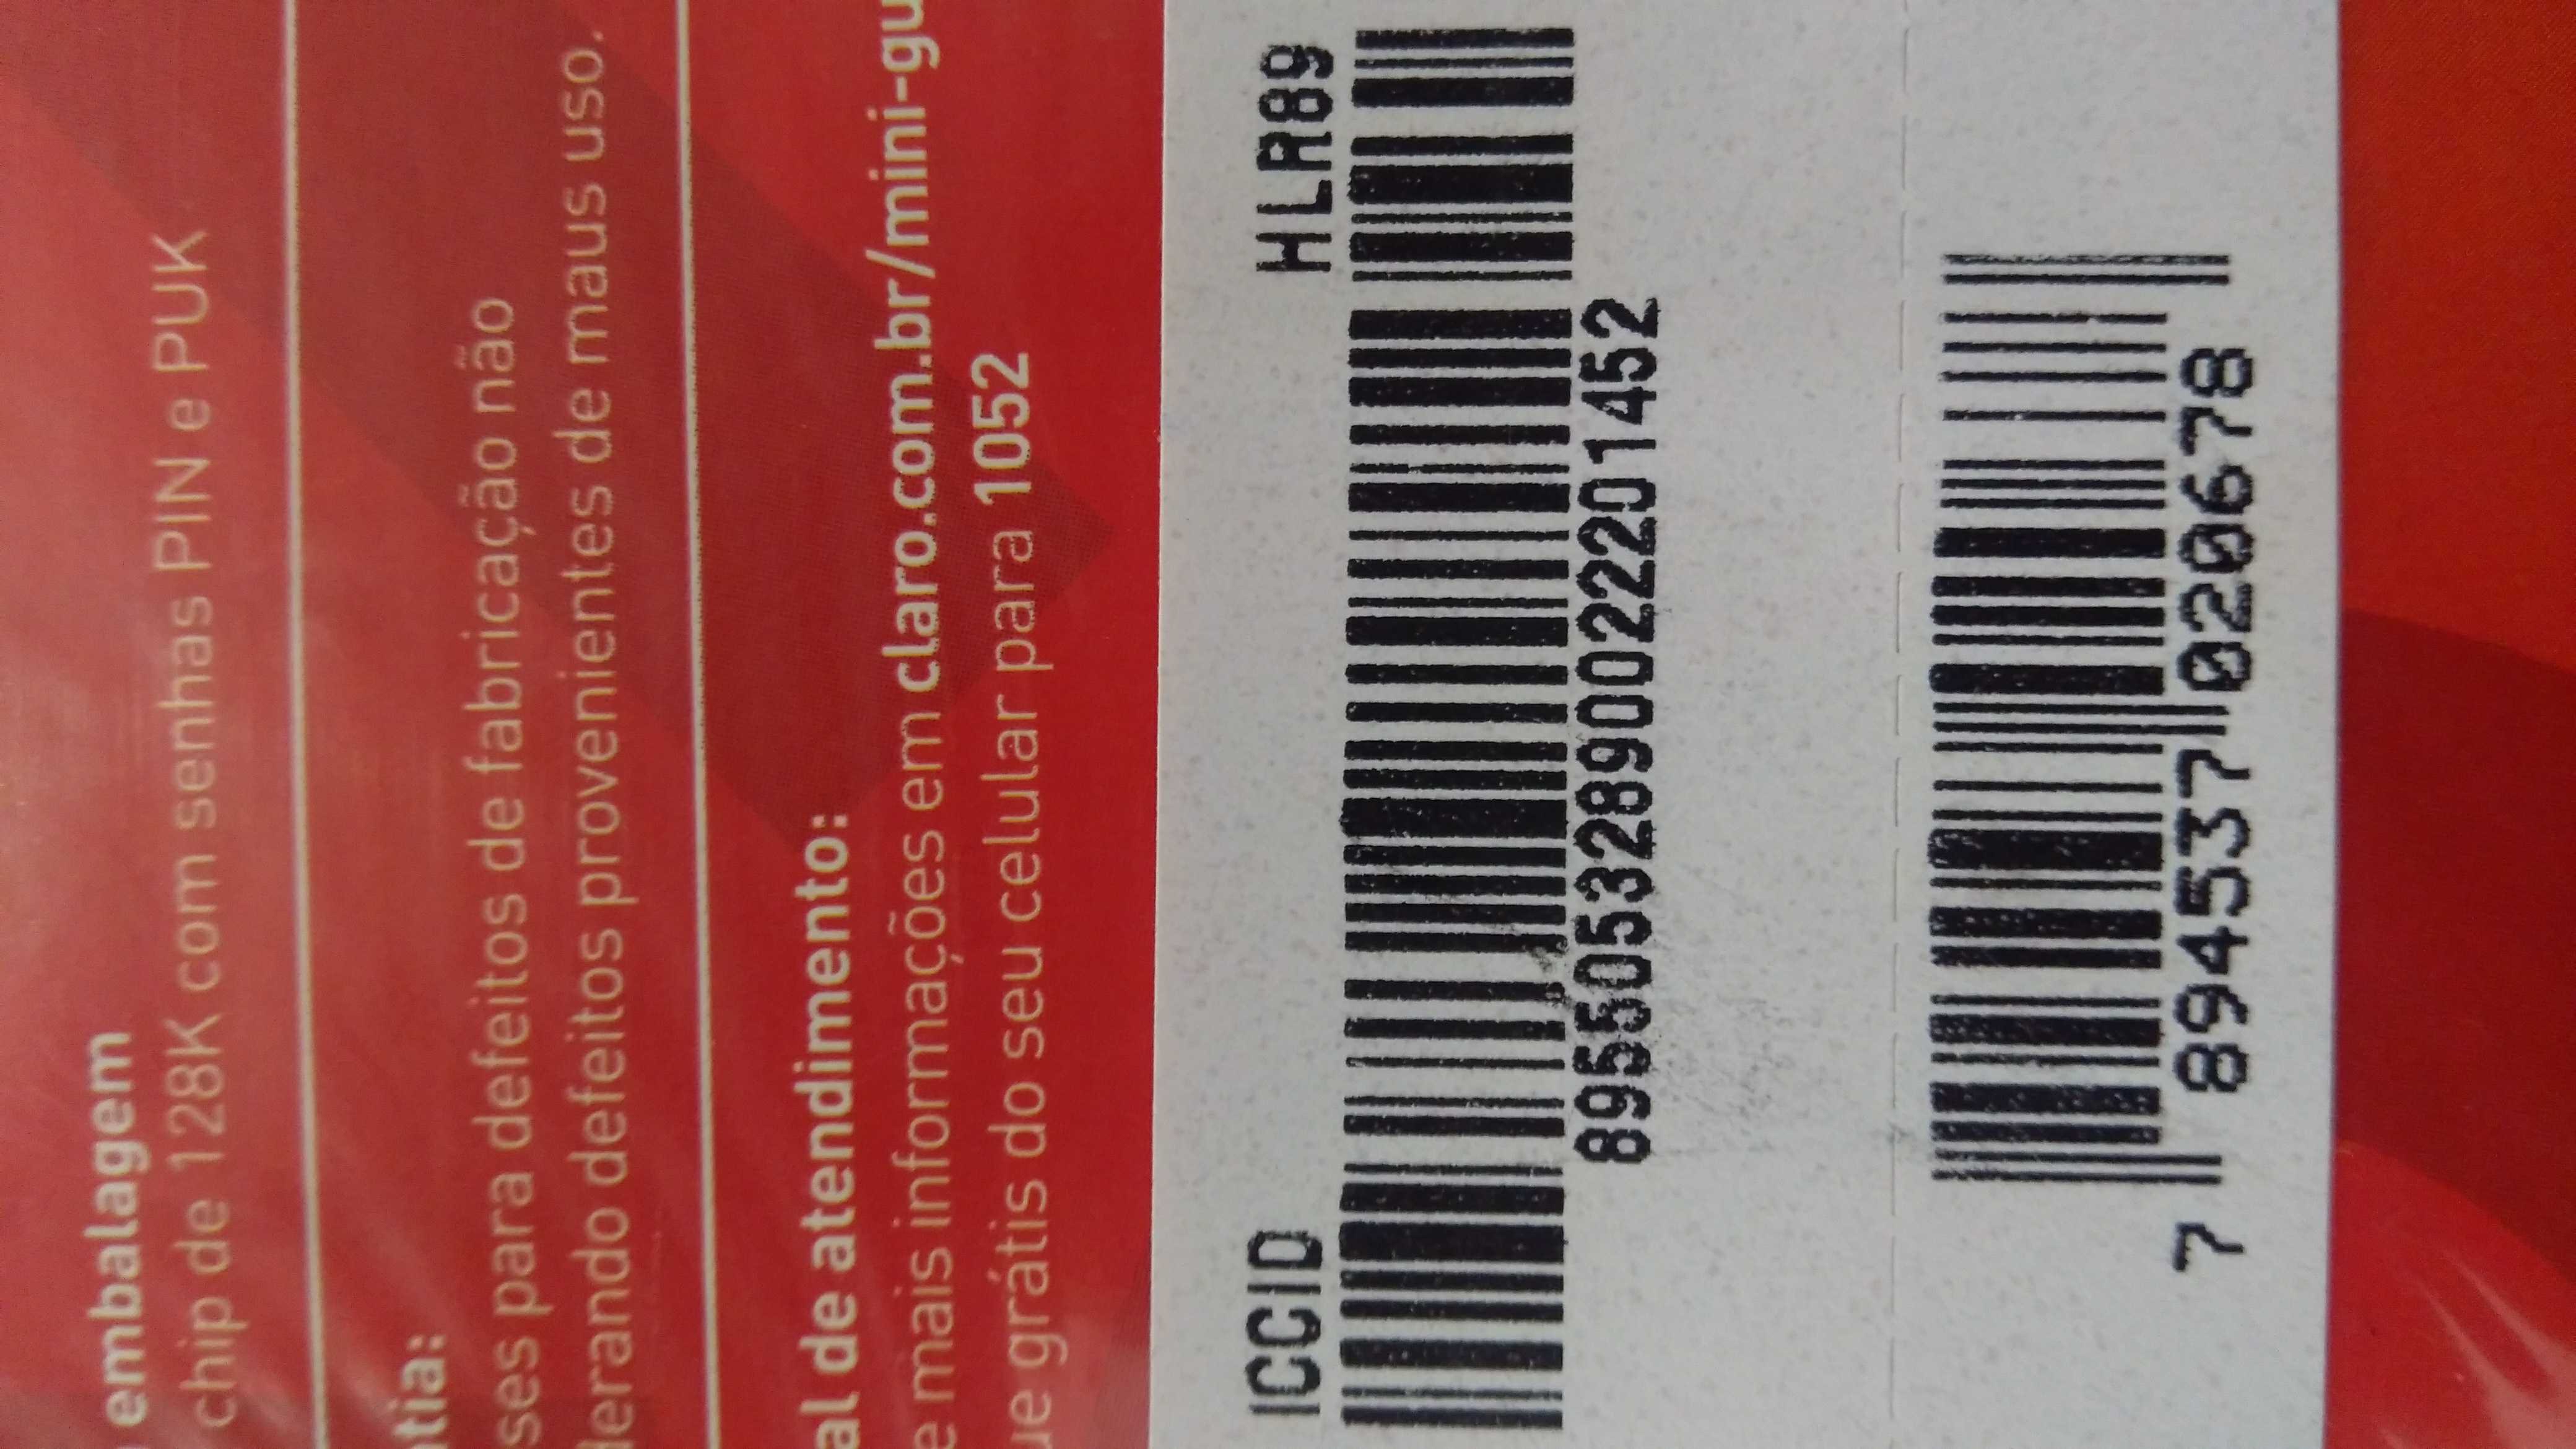 embalagem
chip de 128K com senhas PIN e PUK
ses para defeitos de fabricação não
derando defeitos provenientes de maus uso.
al de atendimento:
e mais informações em claro.com.br/mini-gu
ue grátis do seu celular para 1052
ICCID HLR89
89550532890022201452
7 894537 020678